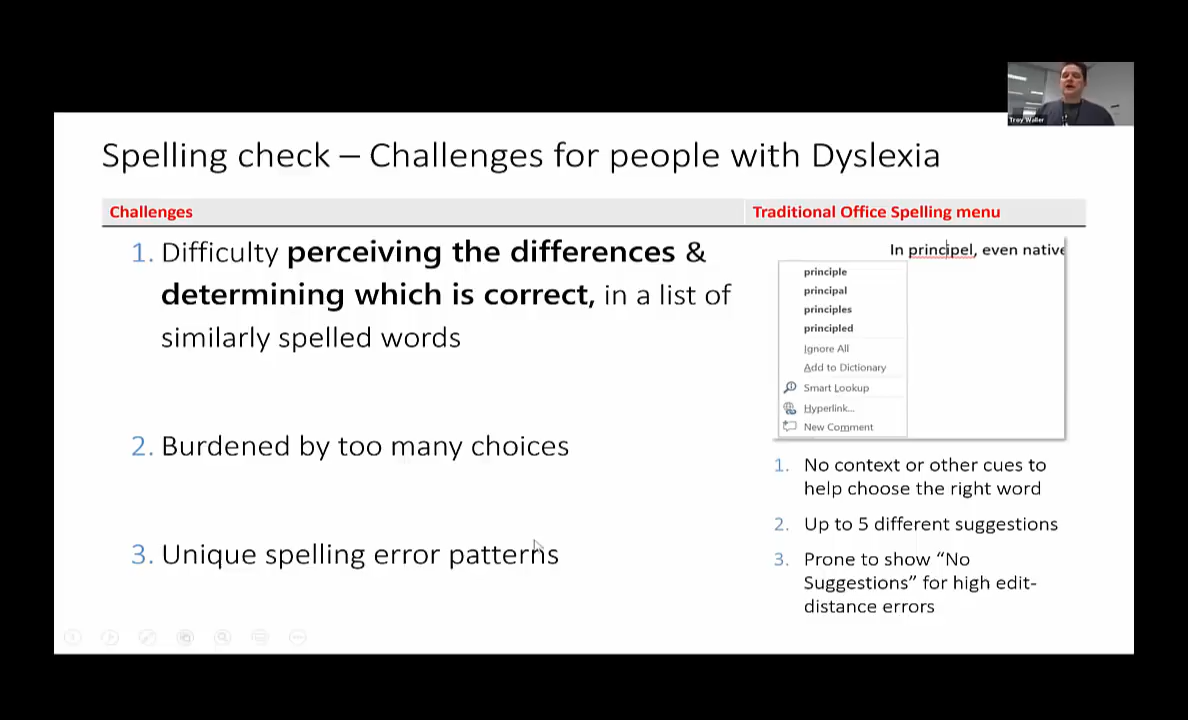 Troy Waller
Spelling check – Challenges for people with Dyslexia
Challenges
Traditional Office Spelling menu
1. Difficulty perceiving the differences &
determining which is correct, in a list of
similarly spelled words
2. Burdened by too many choices
3. Unique spelling error patterns
In principel, even native
principle
principal
principles
principled
Ignore All
Add to Dictionary
Smart Lookup
Hyperlink...
New Comment
1. No context or other cues to
help choose the right word
2. Up to 5 different suggestions
3. Prone to show “No
Suggestions” for high edit-
distance errors